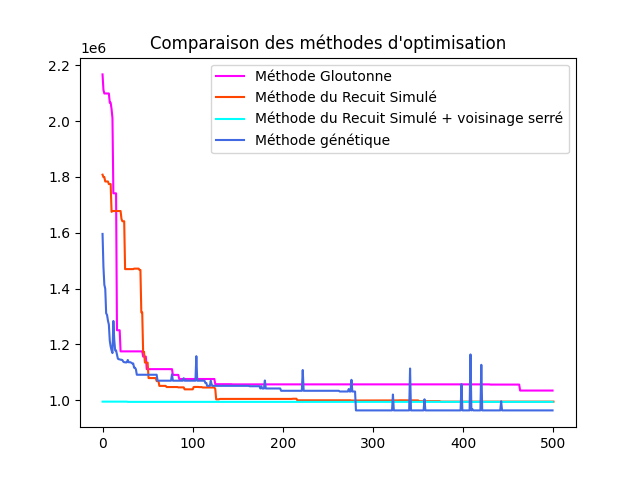 Comparaison des méthodes d'optimisation
1e6
2.2
2.0
1.8
1.6
1.4
1.2
1.0
Méthode Gloutonne
Méthode du Recuit Simulé
Méthode du Recuit Simulé + voisinage serré
Méthode génétique
0 100 200 300 400 500